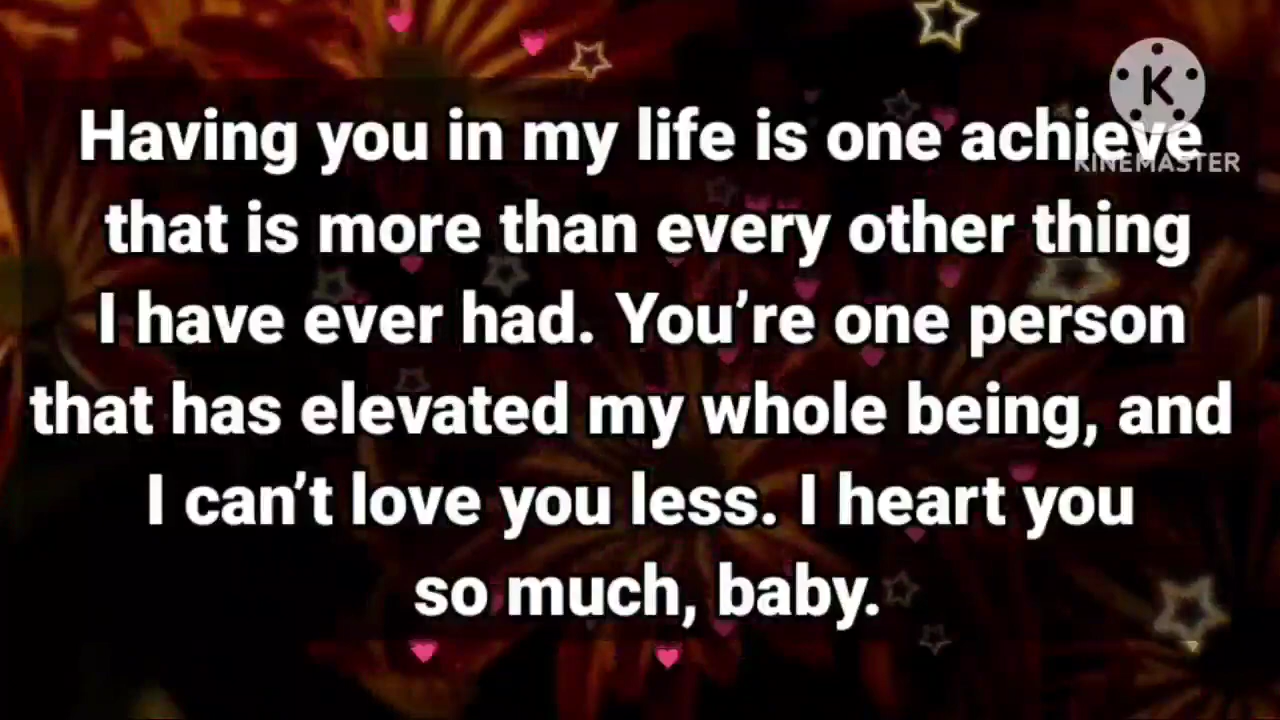 K
KINEMASTER
Having you in my life is one achieve
that is more than every other thing
I have ever had. You’re one person
that has elevated my whole being, and
I can’t love you less. I heart you
so much, baby.